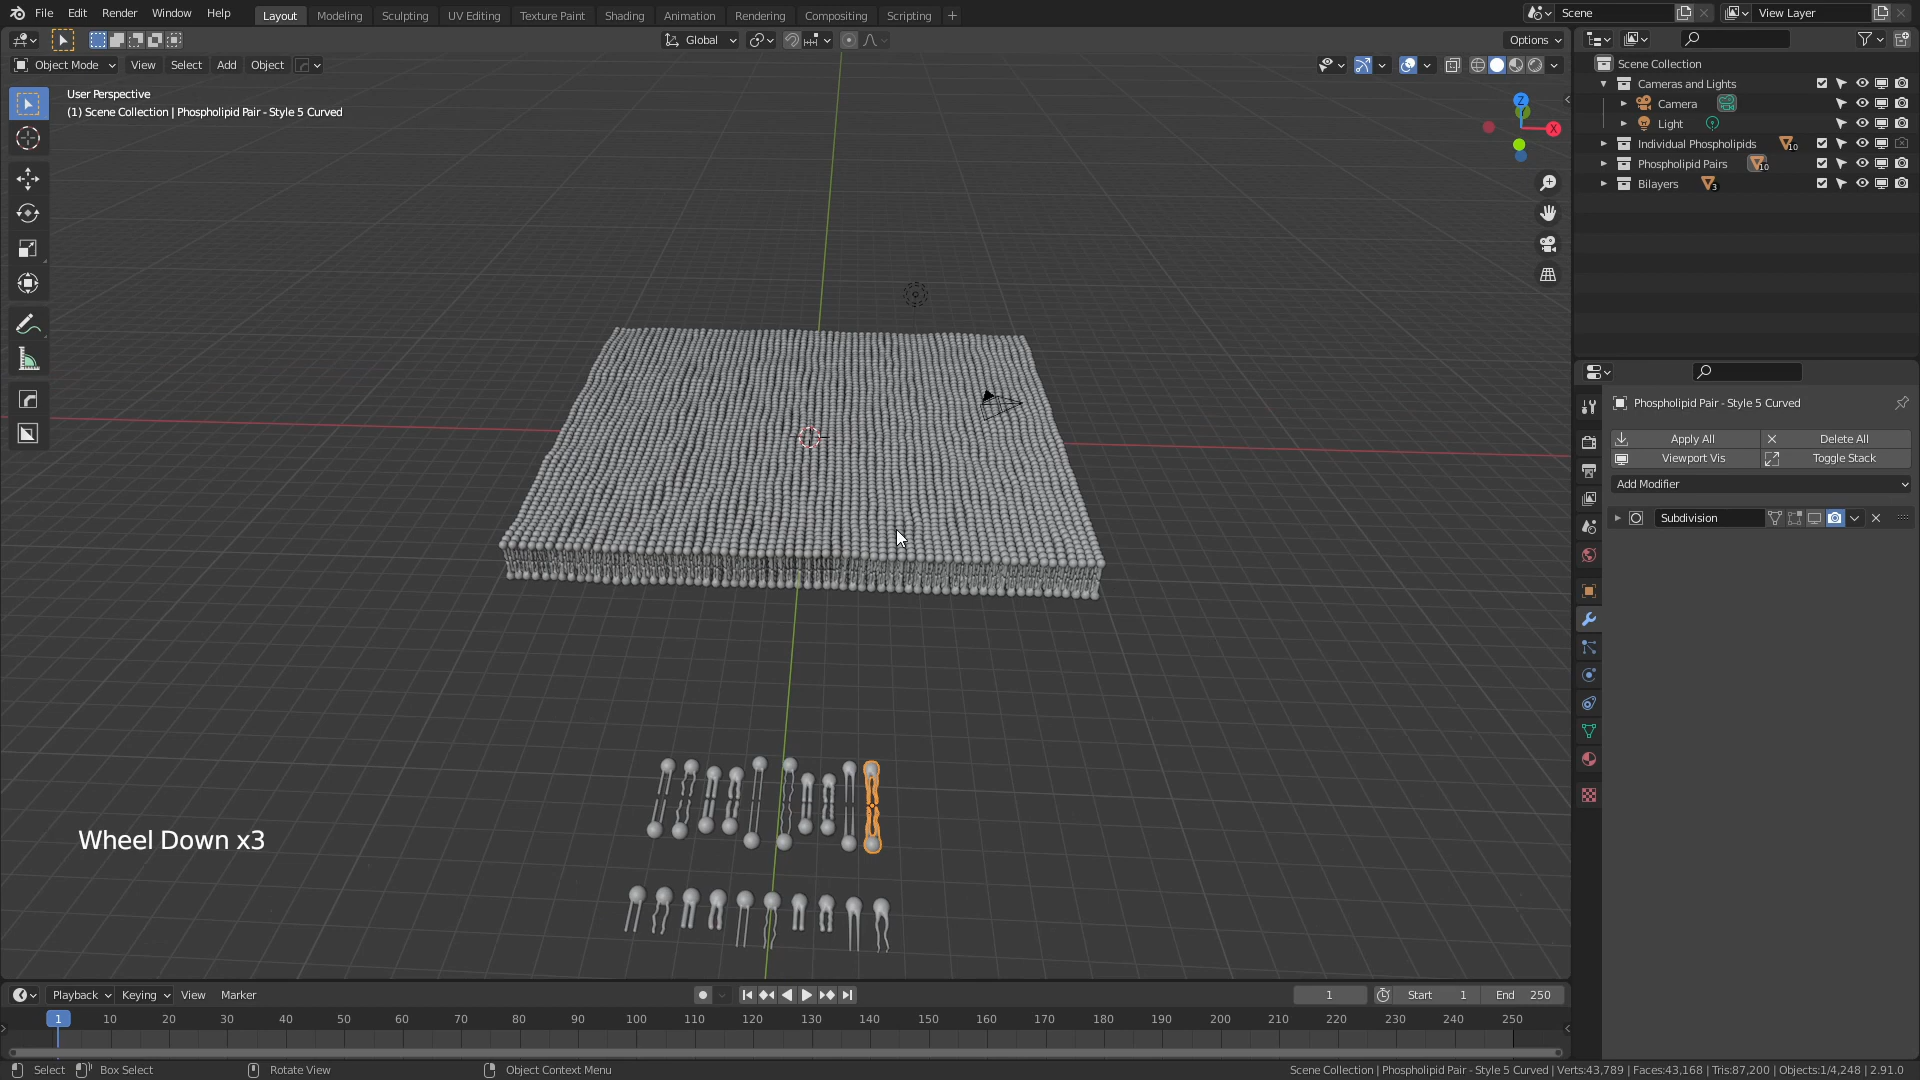 File Edit Render Window Help Layout Modeling Sculpting UV Editing Texture Paint Shading Animation Rendering Compositing Scripting + Scene View Layer
Global Options
Object Mode View Select Add Object
User Perspective
(1) Scene Collection | Phospholipid Pair - Style 5 Curved
Z
X
Scene Collection
Cameras and Lights
Camera
Light
Individual Phospholipids 10
Phospholipid Pairs 10
Bilayers 3
Phospholipid Pair - Style 5 Curved
Apply All Delete All
Viewport Vis Toggle Stack
Add Modifier
Subdivision
Wheel Down x3
Playback Keying View Marker 1 Start 1 End 250
1 10 20 30 40 50 60 70 80 90 100 110 120 130 140 150 160 170 180 190 200 210 220 230 240 250
Select Box Select Rotate View Object Context Menu Scene Collection | Phospholipid Pair - Style 5 Curved | Verts:43,789 | Faces:43,168 | Tris:87,200 | Objects:1/4,248 | 2.91.0